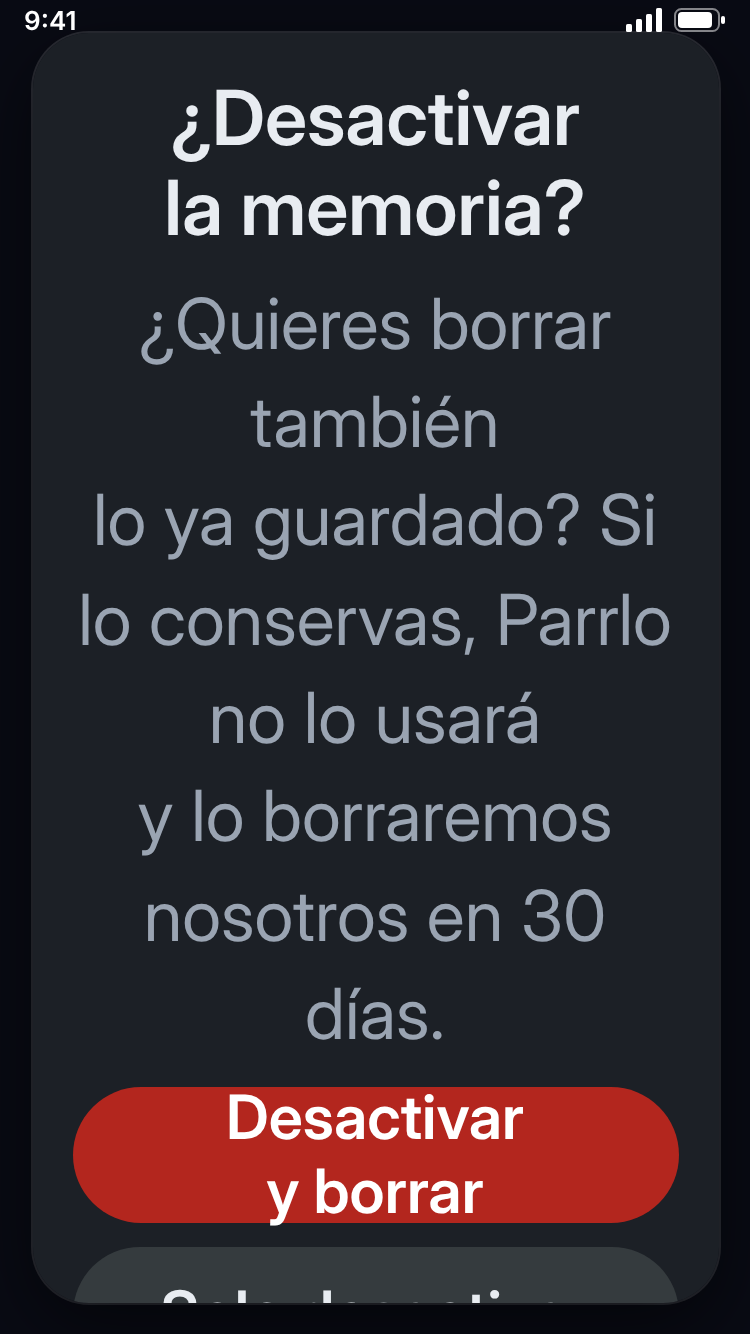 9:41
¿Desactivar
la memoria?
¿Quieres borrar
también
lo ya guardado? Si
lo conservas, Parrlo
no lo usará
y lo borraremos
nosotros en 30
días.
Desactivar
y borrar